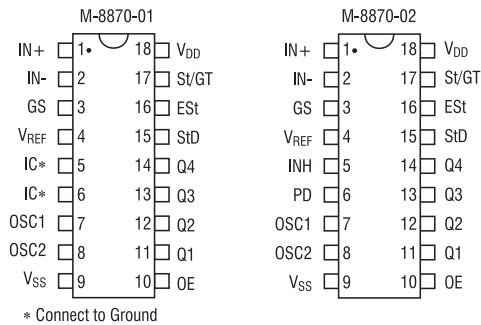 M-8870-01 M-8870-02
IN+ 1 18 VDD IN+ 1 18 VDD
IN- 2 17 St/GT IN- 2 17 St/GT
GS 3 16 ESt GS 3 16 ESt
VREF 4 15 StD VREF 4 15 StD
IC* 5 14 Q4 INH 5 14 Q4
IC* 6 13 Q3 PD 6 13 Q3
OSC1 7 12 Q2 OSC1 7 12 Q2
OSC2 8 11 Q1 OSC2 8 11 Q1
VSS 9 10 OE VSS 9 10 OE
* Connect to Ground